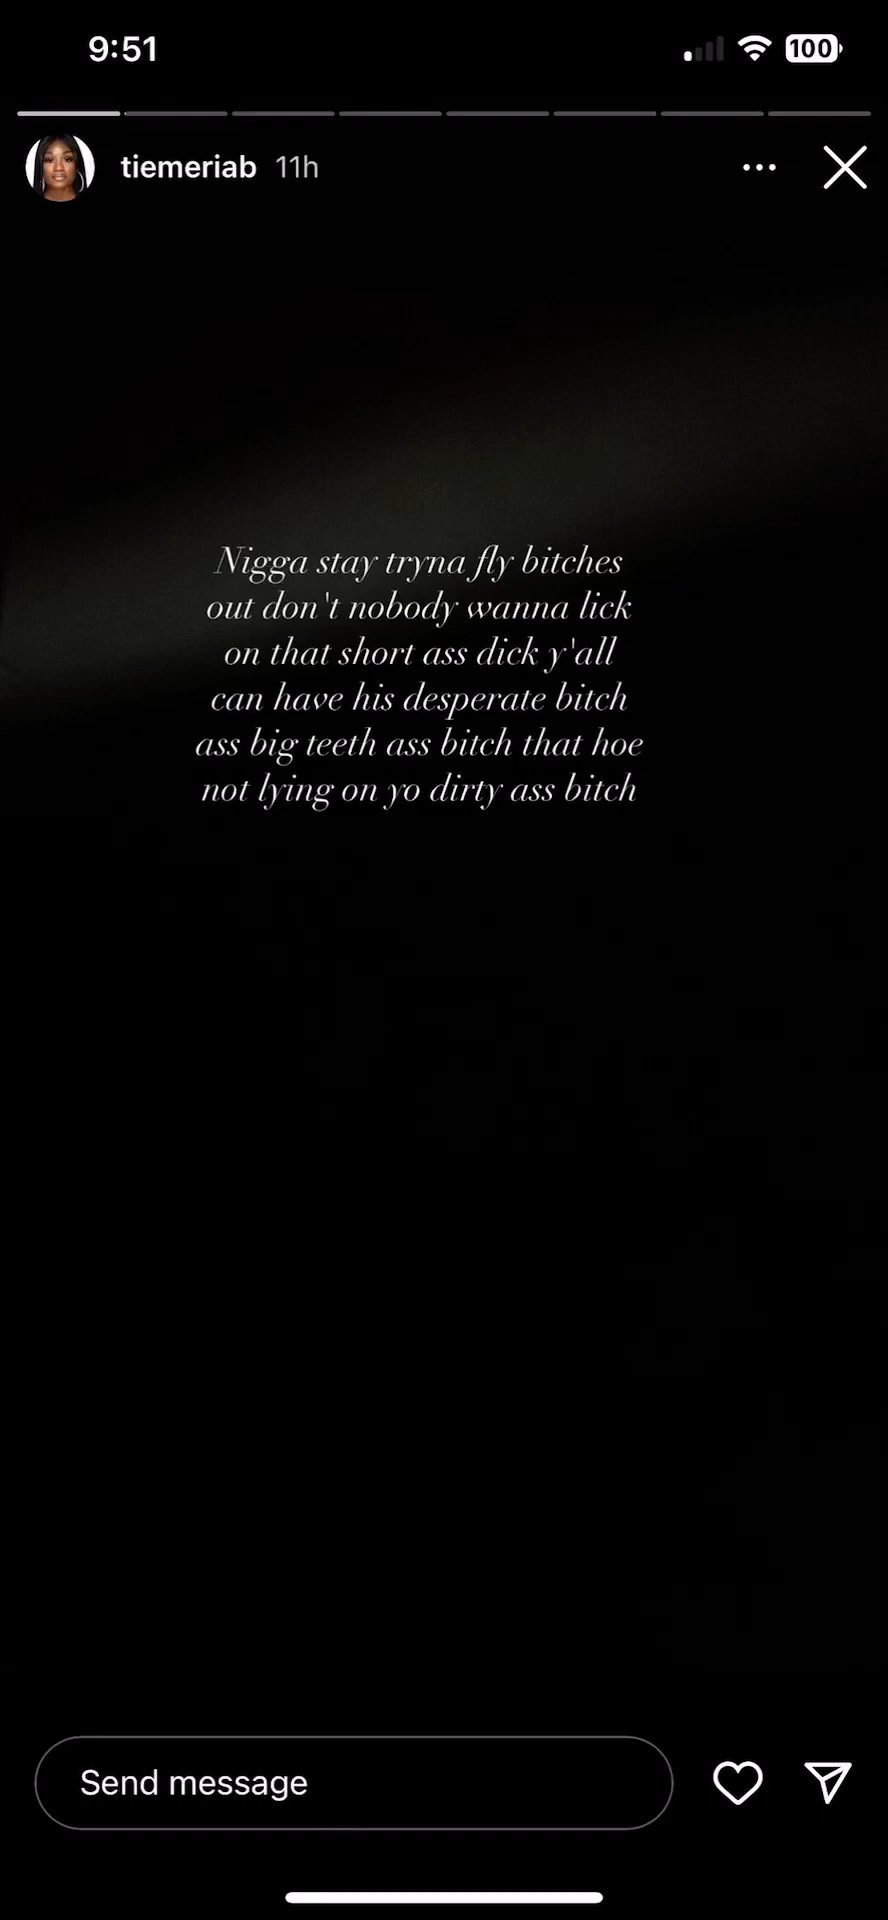 9:51
100
tiemeriab 11h
Nigga stay tryna fly bitches
out don't nobody wanna lick
on that short ass dick y'all
can have his desperate bitch
ass big teeth ass bitch that hoe
not lying on yo dirty ass bitch
Send message